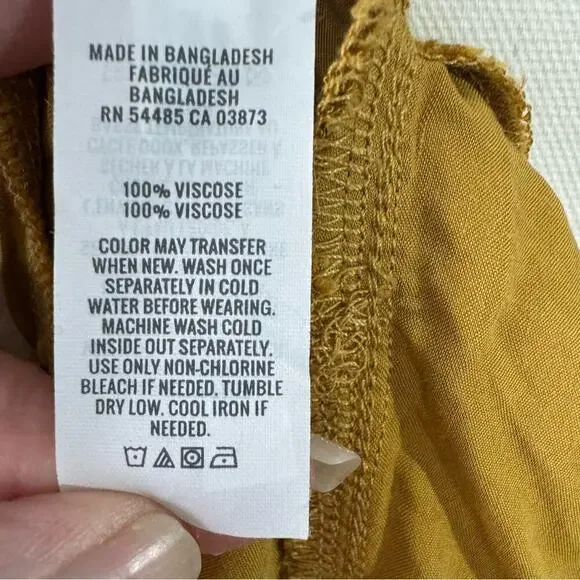 MADE IN BANGLADESH
FABRIQUÉ AU
BANGLADESH
RN 54485 CA 03873
100% VISCOSE
100% VISCOSE
COLOR MAY TRANSFER
WHEN NEW. WASH ONCE
SEPARATELY IN COLD
WATER BEFORE WEARING.
MACHINE WASH COLD
INSIDE OUT SEPARATELY.
USE ONLY NON-CHLORINE
BLEACH IF NEEDED. TUMBLE
DRY LOW. COOL IRON IF
NEEDED.